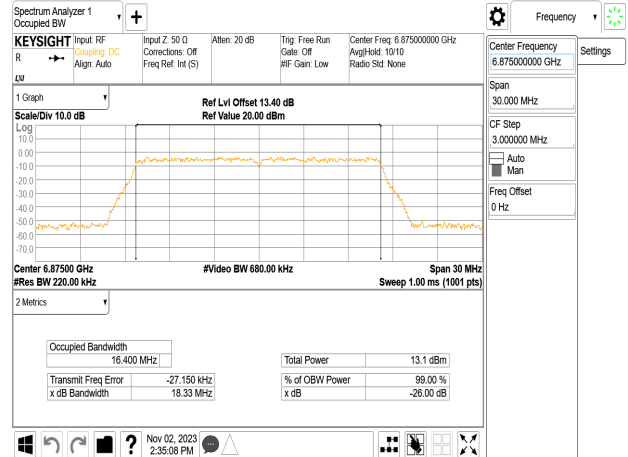 Spectrum Analyzer 1
Occupied BW
Frequency
KEYSIGHT
R
LXI
Input: RF
Coupling: DC
Align: Auto
Input Z: 50 Ω
Corrections: Off
Freq Ref: Int (S)
Atten: 20 dB
Trig: Free Run
Gate: Off
#IF Gain: Low
Center Freq: 6.875000000 GHz
Avg|Hold: 10/10
Radio Std: None
Center Frequency
6.875000000 GHz
Settings
Span
30.000 MHz
CF Step
3.000000 MHz
Auto
Man
Freq Offset
0 Hz
1 Graph
Scale/Div 10.0 dB
Ref Lvl Offset 13.40 dB
Ref Value 20.00 dBm
Log
10.0
0.00
-10.0
-20.0
-30.0
-40.0
-50.0
-60.0
-70.0
Center 6.87500 GHz
#Video BW 680.00 kHz
Span 30 MHz
#Res BW 220.00 kHz
Sweep 1.00 ms (1001 pts)
2 Metrics
Occupied Bandwidth
16.400 MHz
Total Power 13.1 dBm
Transmit Freq Error -27.150 kHz
% of OBW Power 99.00 %
x dB Bandwidth 18.33 MHz
x dB -26.00 dB
?
Nov 02, 2023
2:35:08 PM